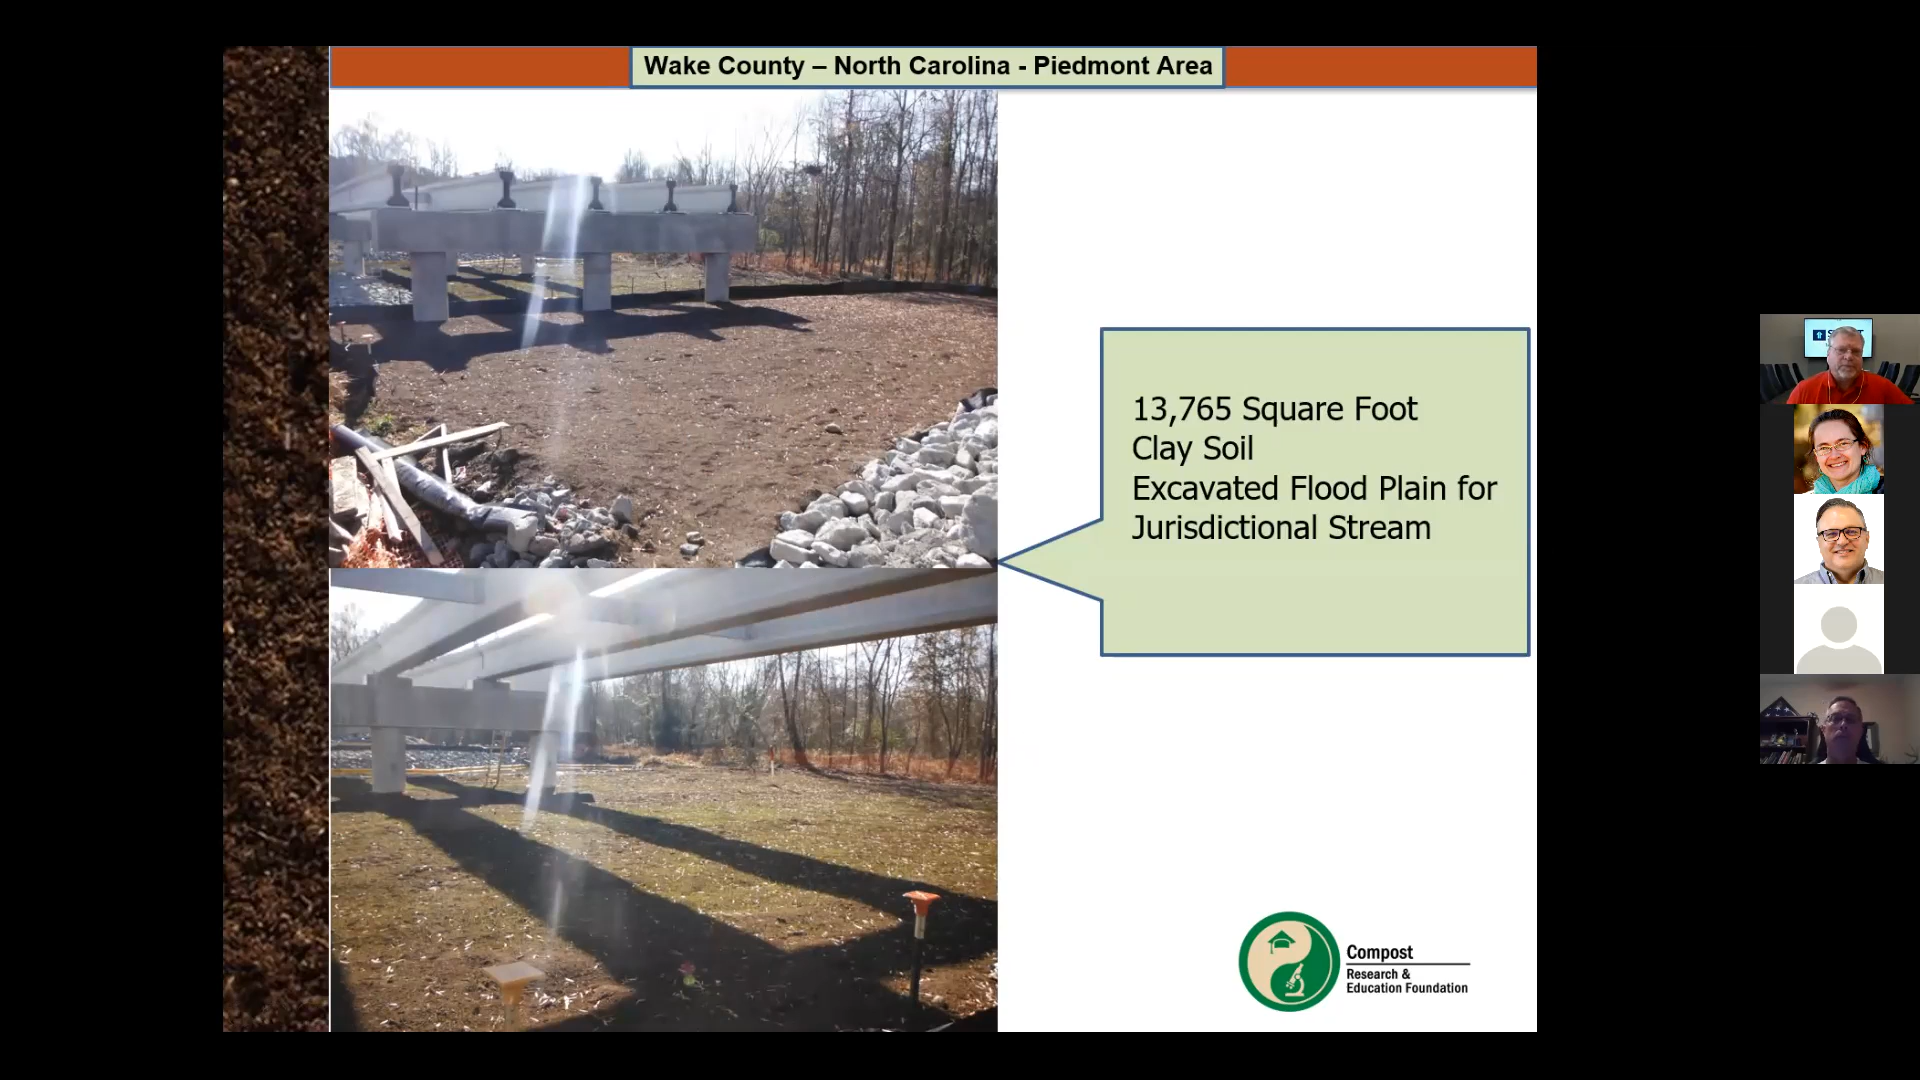 Wake County – North Carolina - Piedmont Area
13,765 Square Foot
Clay Soil
Excavated Flood Plain for
Jurisdictional Stream
Compost
Research &
Education Foundation